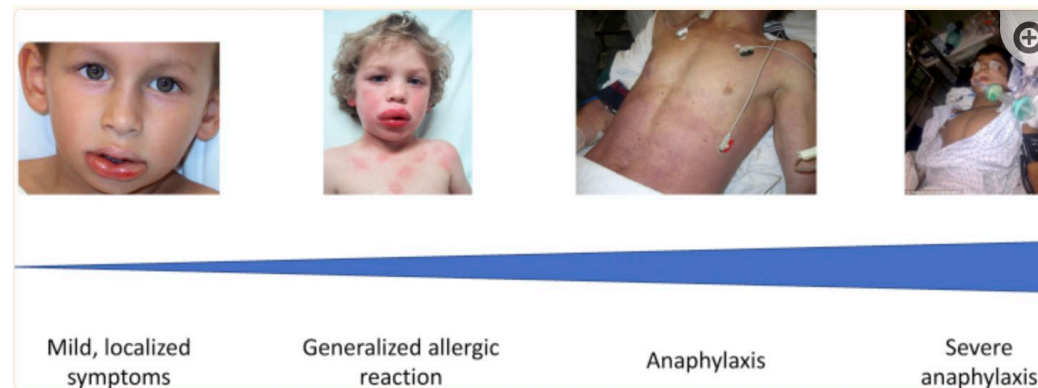 Mild, localized
symptoms
Generalized allergic
reaction
Anaphylaxis
Severe
anaphylaxis